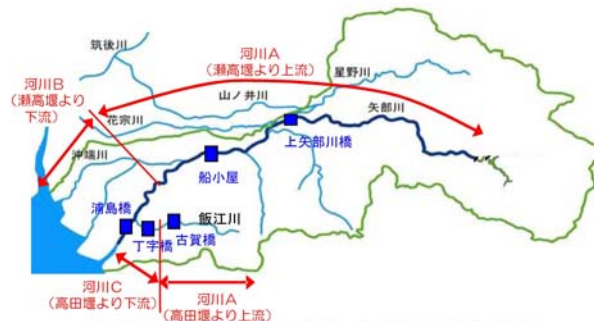 河川A
（瀬高堰より上流）
筑後川
星野川
河川B
（瀬高堰より
下流）
山ノ井川
花宗川
矢部川
沖端川
上矢部川橋
船小屋
浦島橋
飯江川
丁字橋
古賀橋
河川C
（高田堰より下流）
河川A
（高田堰より上流）